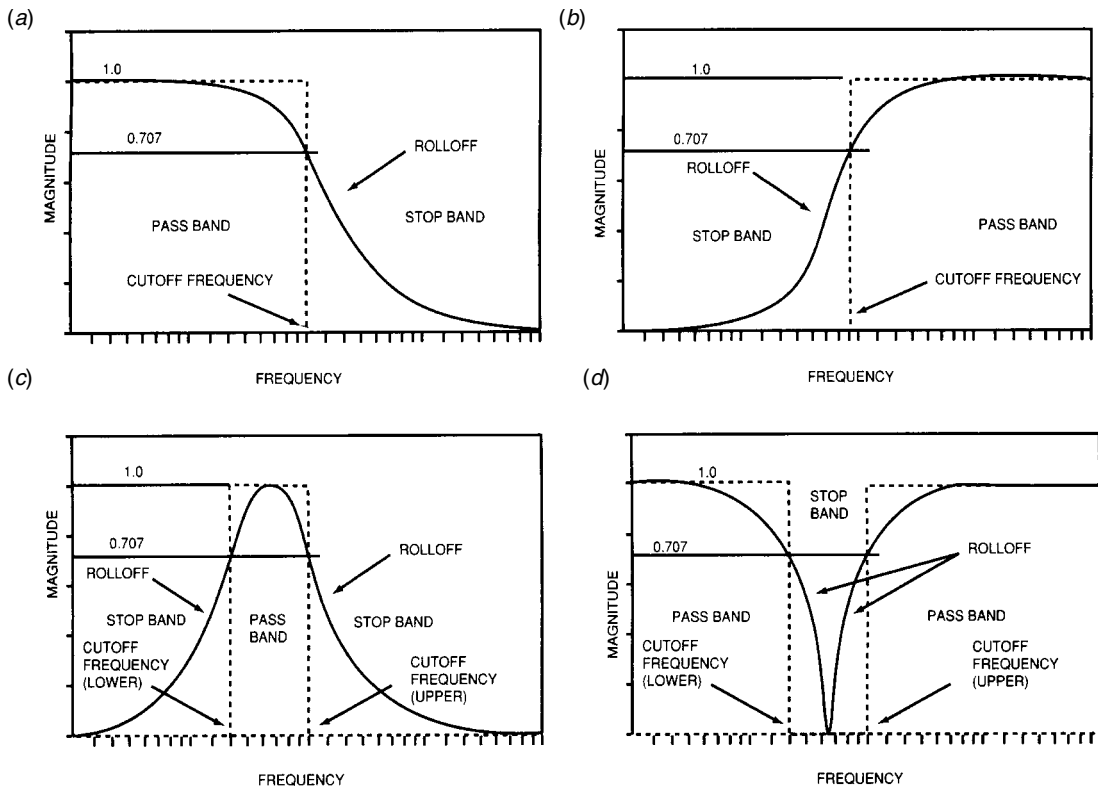 (a)
1.0
0.707
MAGNITUDE
ROLLOFF
PASS BAND
STOP BAND
CUTOFF FREQUENCY
FREQUENCY
(b)
1.0
0.707
MAGNITUDE
ROLLOFF
STOP BAND
PASS BAND
CUTOFF FREQUENCY
FREQUENCY
(c)
1.0
0.707
MAGNITUDE
ROLLOFF
ROLLOFF
STOP BAND
PASS
BAND
STOP BAND
CUTOFF
FREQUENCY
(LOWER)
CUTOFF
FREQUENCY
(UPPER)
FREQUENCY
(d)
1.0
STOP
BAND
0.707
MAGNITUDE
ROLLOFF
PASS BAND
PASS BAND
CUTOFF
FREQUENCY
(LOWER)
CUTOFF
FREQUENCY
(UPPER)
FREQUENCY